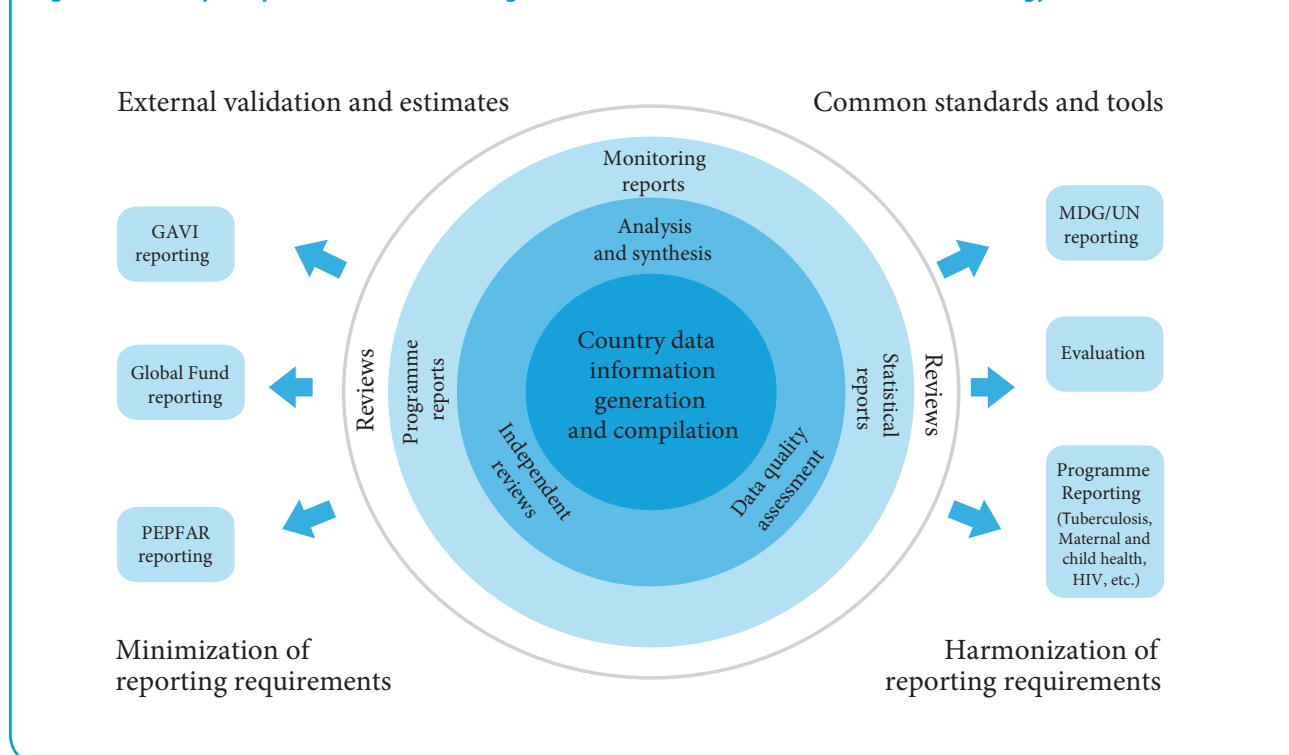 External validation and estimates
Common standards and tools
Monitoring
reports
Analysis
and synthesis
GAVI
reporting
MDG/UN
reporting
Global Fund
reporting
Evaluation
Reviews
Programme
reports
Country data
information
generation
and compilation
Statistical
reports
Reviews
Independent
reviews
Data quality
assessment
PEPFAR
reporting
Programme
Reporting
(Tuberculosis,
Maternal and
child health,
HIV, etc.)
Minimization of
reporting requirements
Harmonization of
reporting requirements